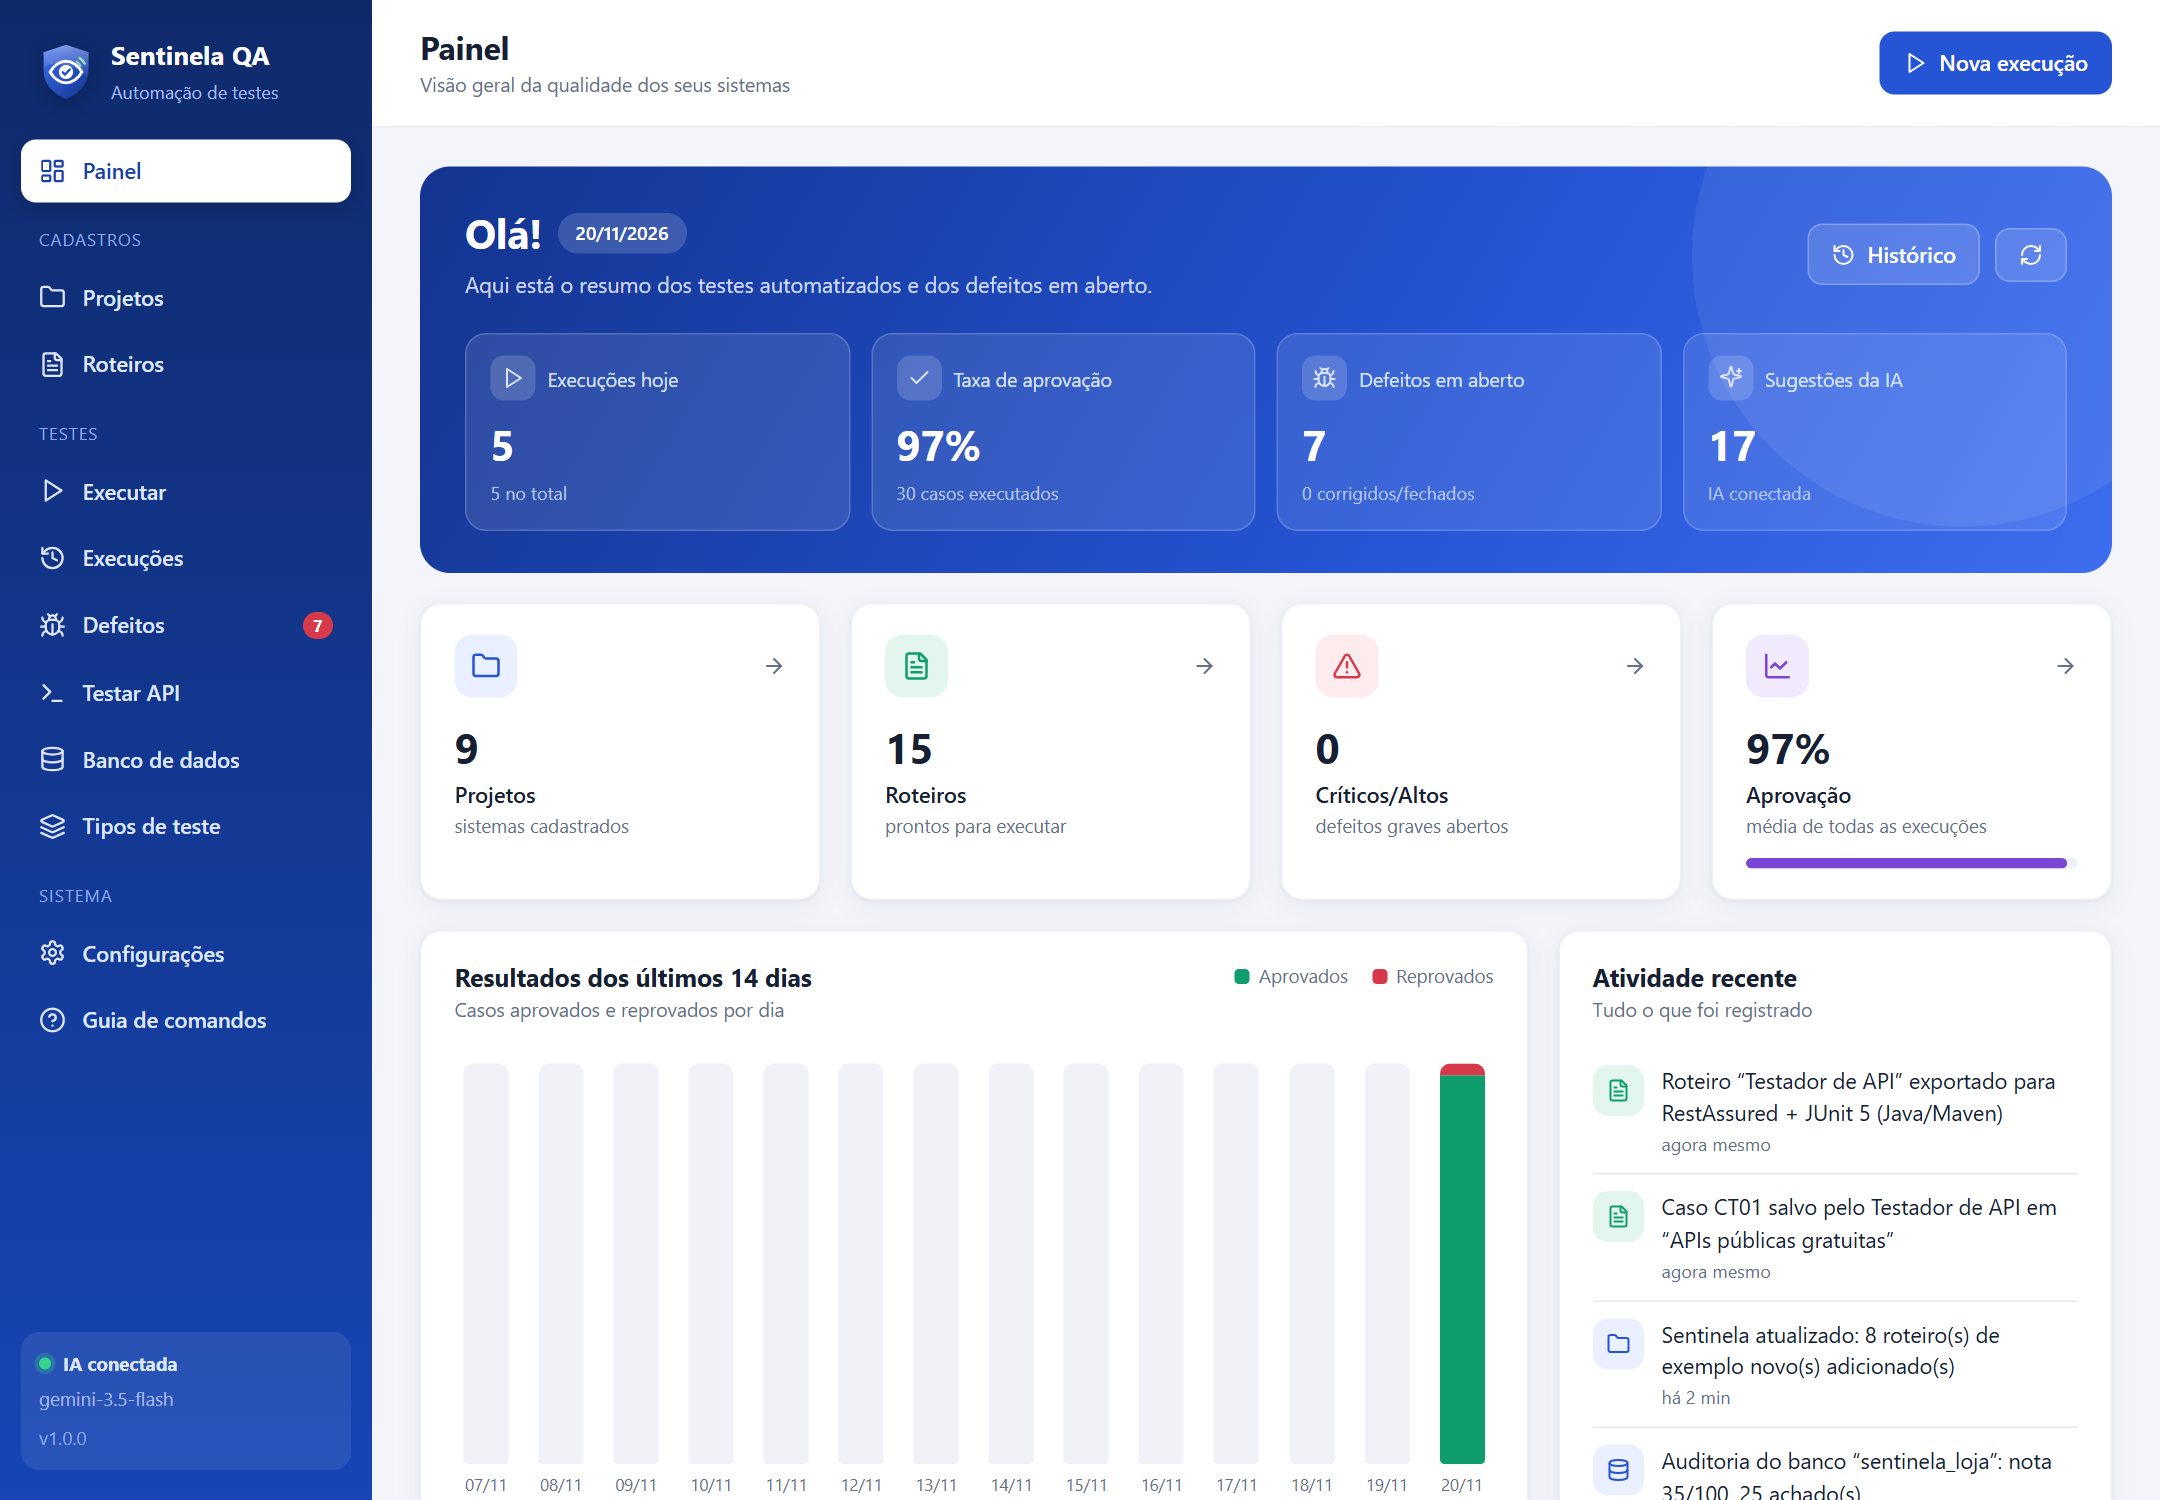 Sentinela QA
Automação de testes
Painel
CADASTROS
Projetos
Roteiros
TESTES
Executar
Execuções
Defeitos 7
Testar API
Banco de dados
Tipos de teste
SISTEMA
Configurações
Guia de comandos
IA conectada
gemini-3.5-flash
v1.0.0
Painel
Visão geral da qualidade dos seus sistemas
Nova execução
Olá! 20/11/2026
Aqui está o resumo dos testes automatizados e dos defeitos em aberto.
Histórico
Execuções hoje
5
5 no total
Taxa de aprovação
97%
30 casos executados
Defeitos em aberto
7
0 corrigidos/fechados
Sugestões da IA
17
IA conectada
9
Projetos
sistemas cadastrados
15
Roteiros
prontos para executar
0
Críticos/Altos
defeitos graves abertos
97%
Aprovação
média de todas as execuções
Resultados dos últimos 14 dias
Casos aprovados e reprovados por dia
Aprovados Reprovados
07/11 08/11 09/11 10/11 11/11 12/11 13/11 14/11 15/11 16/11 17/11 18/11 19/11 20/11
Atividade recente
Tudo o que foi registrado
Roteiro “Testador de API” exportado para
RestAssured + JUnit 5 (Java/Maven)
agora mesmo
Caso CT01 salvo pelo Testador de API em
“APIs públicas gratuitas”
agora mesmo
Sentinela atualizado: 8 roteiro(s) de
exemplo novo(s) adicionado(s)
há 2 min
Auditoria do banco “sentinela_loja”: nota
35/100, 25 achado(s)